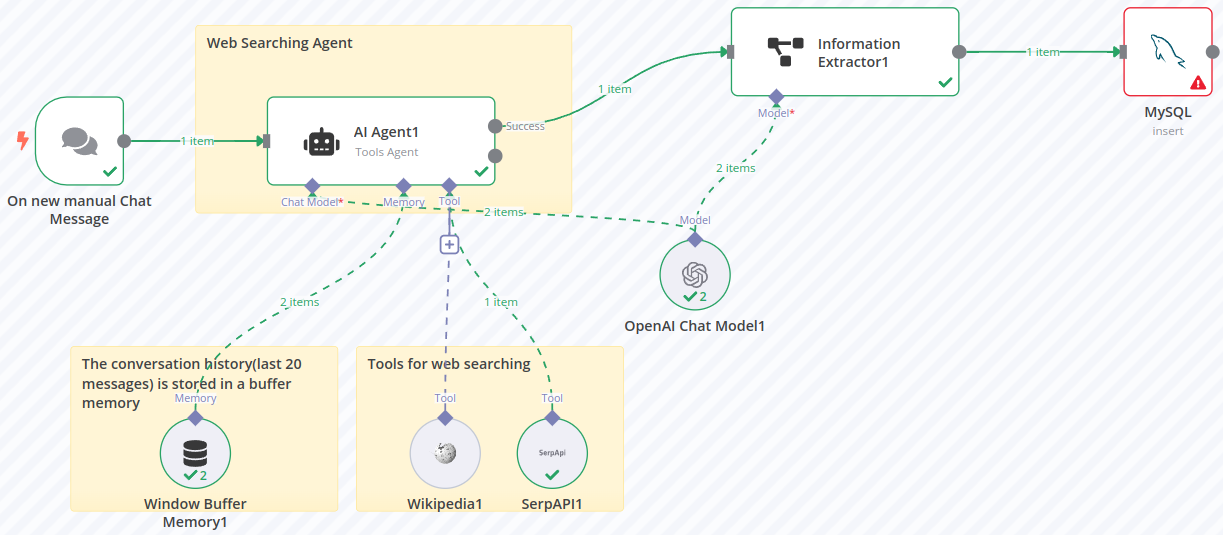 Web Searching Agent
Information
Extractor1
1 item
MySQL
insert
Model*
1 item
AI Agent1
Tools Agent
Success
1 item
Chat Model*
Memory
Tool
2 items
2 items
Model
On new manual Chat
Message
2
OpenAI Chat Model1
2 items
1 item
The conversation history(last 20
messages) is stored in a buffer
memory
Memory
2
Window Buffer
Memory1
Tools for web searching
Tool
Tool
SerpApi
Wikipedia1
SerpAPI1